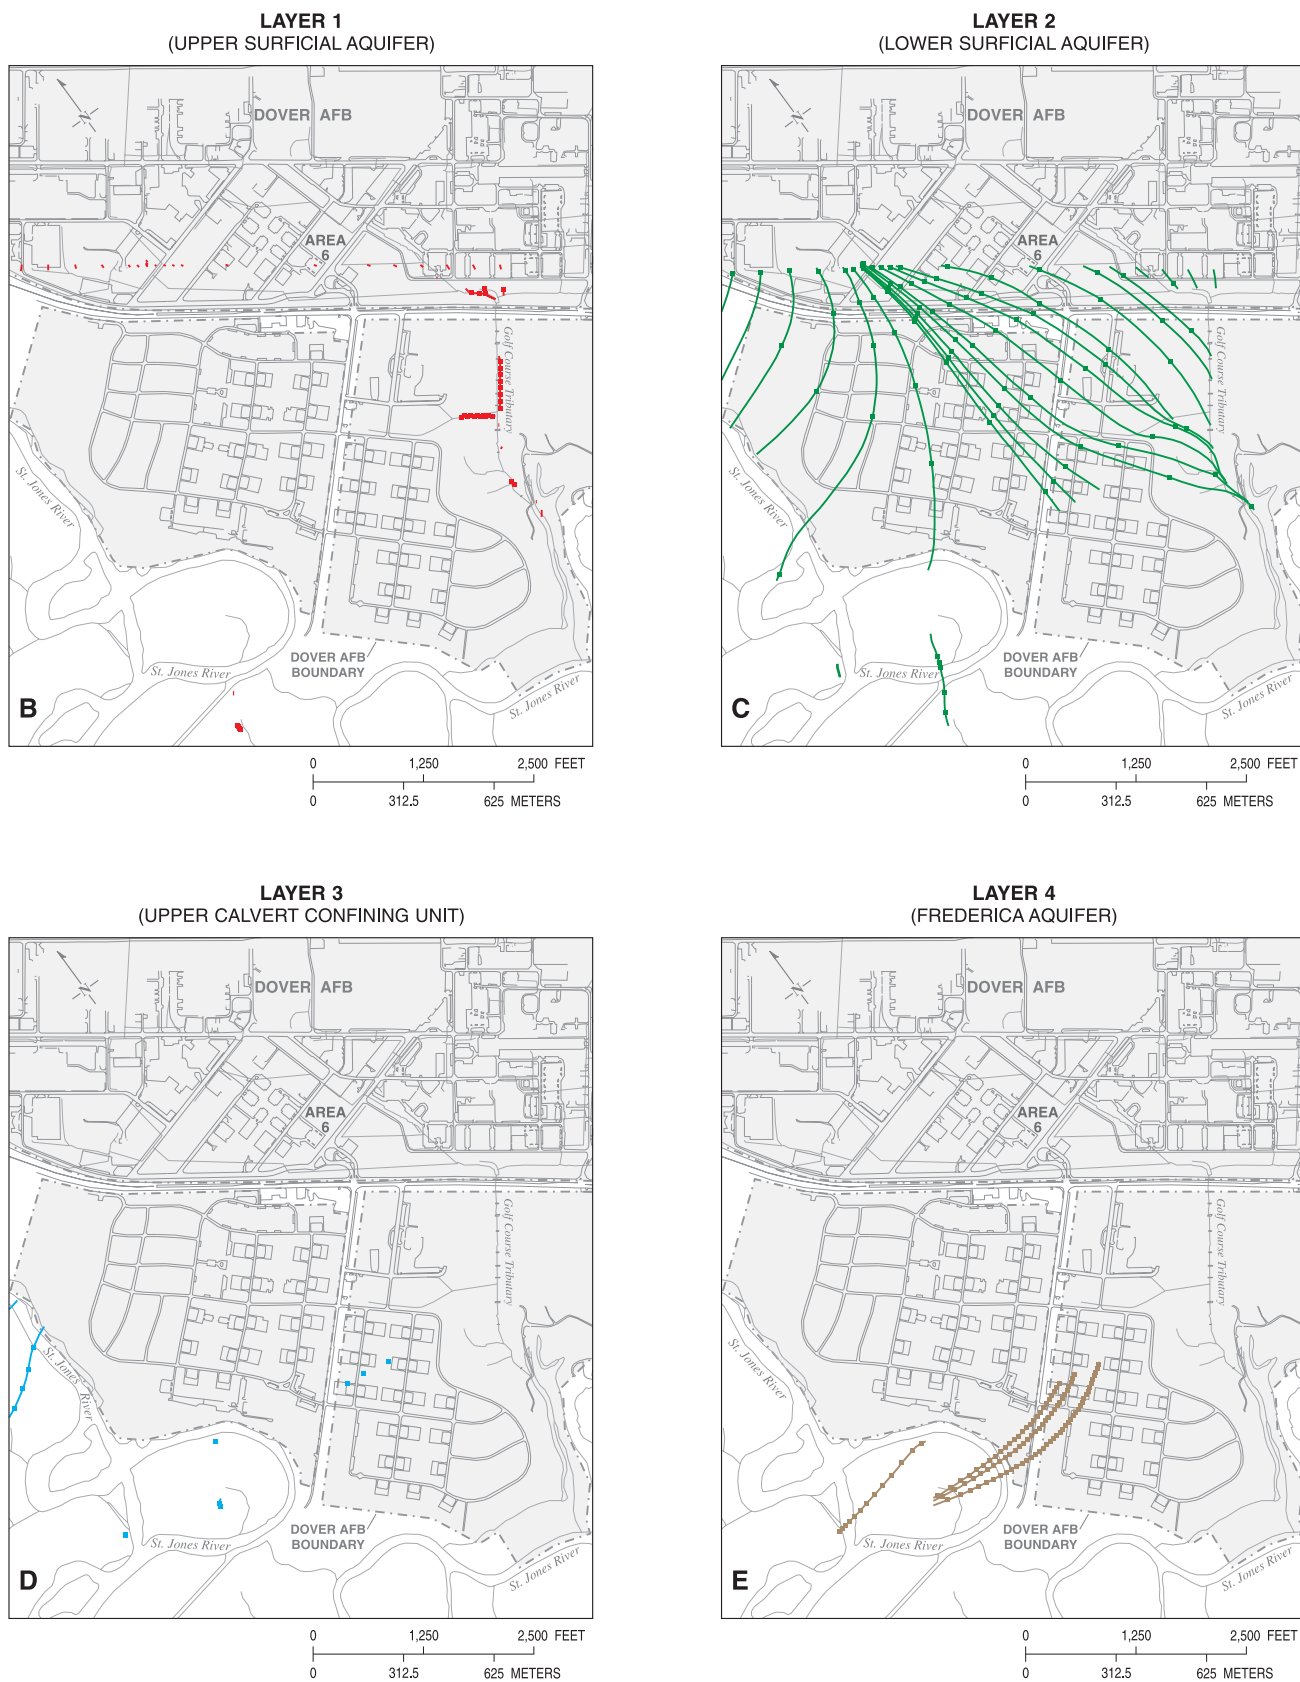 LAYER 1
(UPPER SURFICIAL AQUIFER)
DOVER AFB
N
AREA
6
Golf Course Tributary
St. Jones River
DOVER AFB
BOUNDARY
St. Jones River
St. Jones River
B
0 1,250 2,500 FEET
0 312.5 625 METERS
LAYER 2
(LOWER SURFICIAL AQUIFER)
DOVER AFB
N
AREA
6
Golf Course Tributary
St. Jones River
DOVER AFB
BOUNDARY
St. Jones River
St. Jones River
C
0 1,250 2,500 FEET
0 312.5 625 METERS
LAYER 3
(UPPER CALVERT CONFINING UNIT)
DOVER AFB
N
AREA
6
Golf Course Tributary
St. Jones River
DOVER AFB
BOUNDARY
St. Jones River
St. Jones River
D
0 1,250 2,500 FEET
0 312.5 625 METERS
LAYER 4
(FREDERICA AQUIFER)
DOVER AFB
N
AREA
6
Golf Course Tributary
St. Jones River
DOVER AFB
BOUNDARY
St. Jones River
St. Jones River
E
0 1,250 2,500 FEET
0 312.5 625 METERS